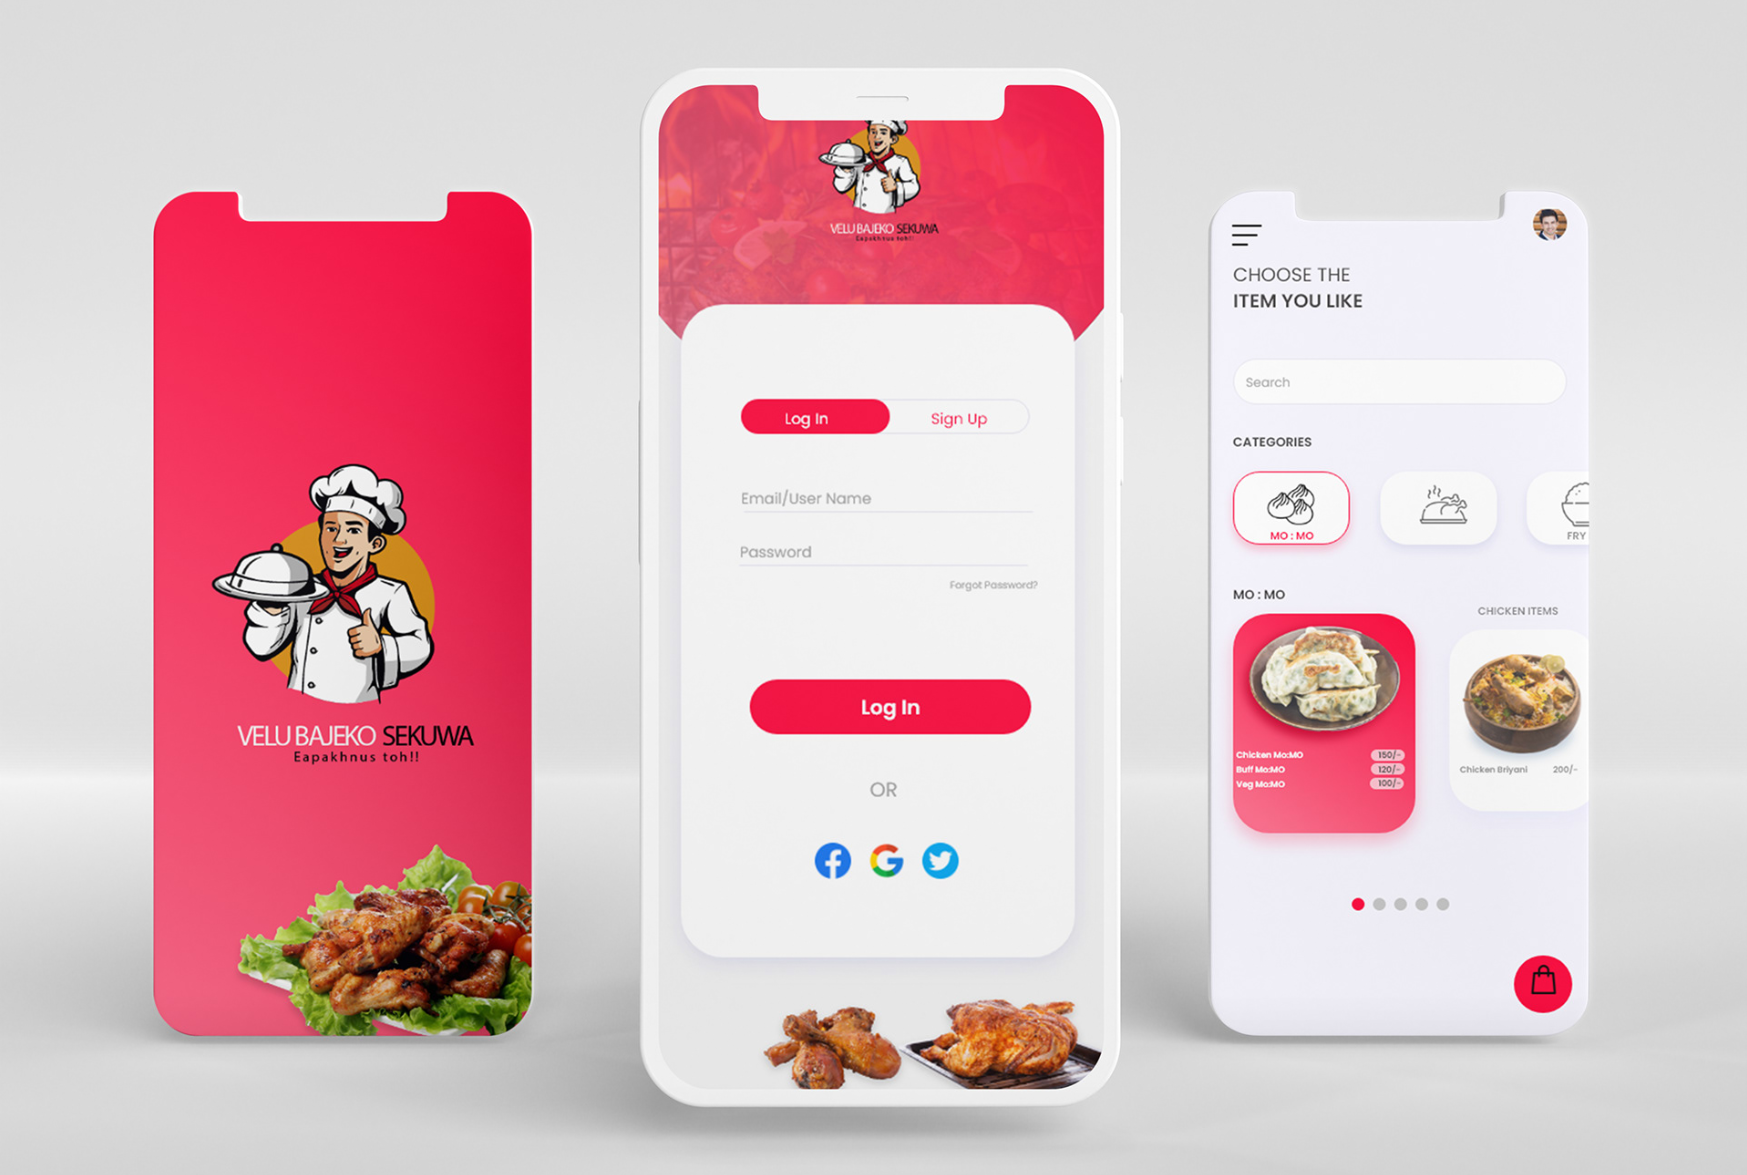 VELU BAJEKO SEKUWA
Eapakhnus toh!!
VELU BAJEKO SEKUWA
Eapakhnus toh!!
Log In
Sign Up
Email/User Name
Password
Forgot Password?
Log In
OR
CHOOSE THE
ITEM YOU LIKE
Search
CATEGORIES
MO : MO
FRY
MO : MO
Chicken Mo:MO 150/-
Buff Mo:MO 120/-
Veg Mo:MO 100/-
CHICKEN ITEMS
Chicken Briyani 200/-